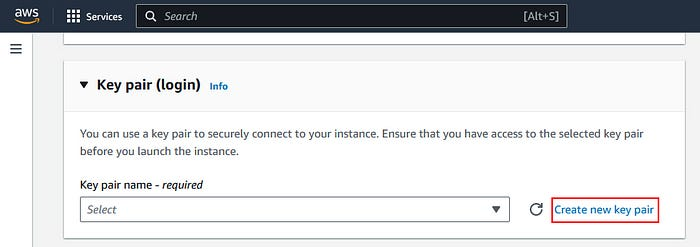 aws
Services
Search
[Alt+S]
Key pair (login) Info
You can use a key pair to securely connect to your instance. Ensure that you have access to the selected key pair
before you launch the instance.
Key pair name - required
Select
Create new key pair